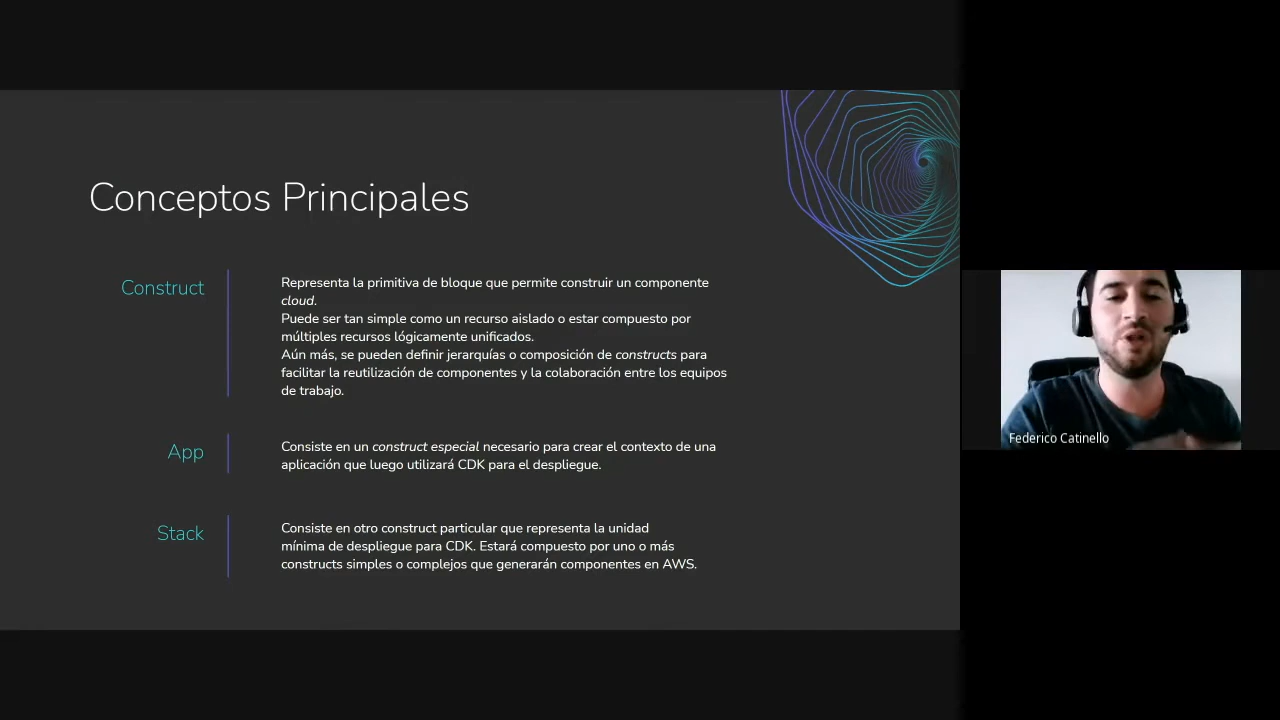 Conceptos Principales
Construct
Representa la primitiva de bloque que permite construir un componente
cloud.
Puede ser tan simple como un recurso aislado o estar compuesto por
múltiples recursos lógicamente unificados.
Aún más, se pueden definir jerarquías o composición de constructs para
facilitar la reutilización de componentes y la colaboración entre los equipos
de trabajo.
App
Consiste en un construct especial necesario para crear el contexto de una
aplicación que luego utilizará CDK para el despliegue.
Stack
Consiste en otro construct particular que representa la unidad
mínima de despliegue para CDK. Estará compuesto por uno o más
constructs simples o complejos que generarán componentes en AWS.
Federico Catinello